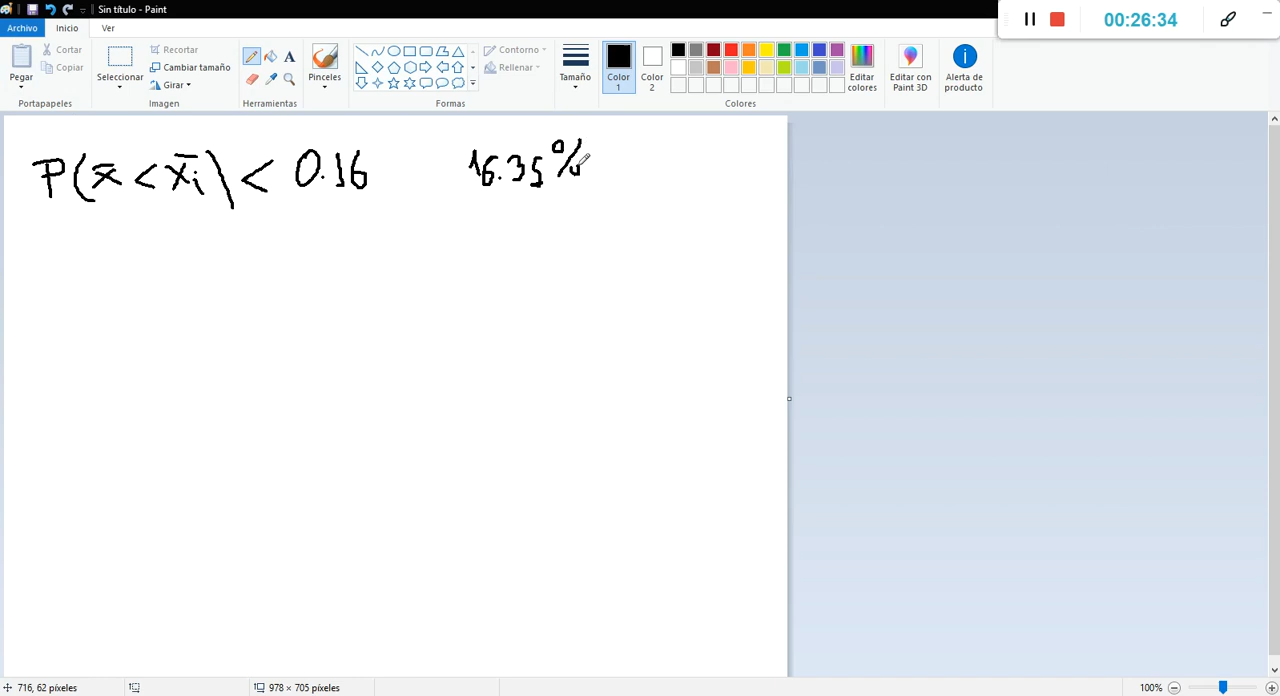 Sin título - Paint
00:26:34
Archivo Inicio Ver
Pegar
Cortar
Copiar
Portapapeles
Seleccionar
Recortar
Cambiar tamaño
Girar
Imagen
A
Herramientas
Pinceles
Contorno
Rellenar
Formas
Tamaño
Color 1
Color 2
Editar colores
Colores
Editar con Paint 3D
Alerta de producto
P(x̄ < x̄i) < 0.16 16.35%
716, 62 píxeles 978 × 705 píxeles 100%